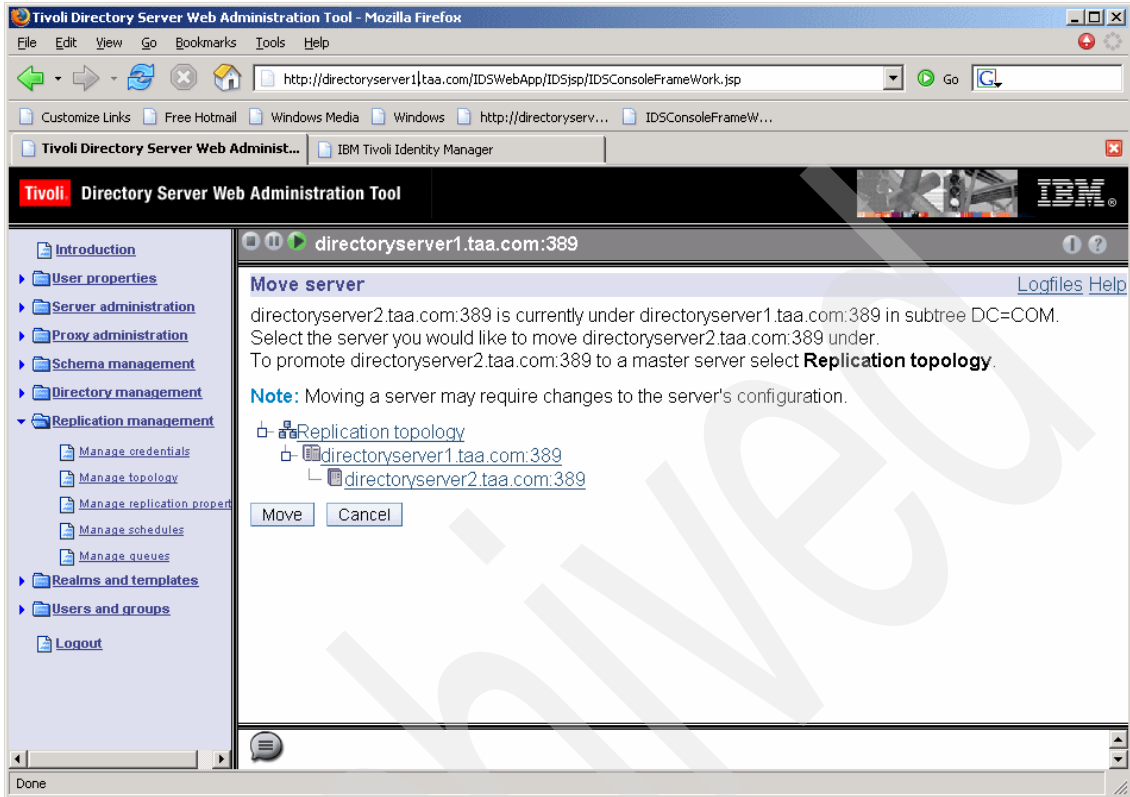 Tivoli Directory Server Web Administration Tool - Mozilla Firefox
File Edit View Go Bookmarks Tools Help
http://directoryserver1.taa.com/IDSWebApp/IDSjsp/IDSConsoleFrameWork.jsp Go G
Customize Links Free Hotmail Windows Media Windows http://directoryserv... IDSConsoleFrameW...
Tivoli Directory Server Web Administ... IBM Tivoli Identity Manager
Tivoli. Directory Server Web Administration Tool IBM®
directoryserver1.taa.com:389
Introduction
User properties
Server administration
Proxy administration
Schema management
Directory management
Replication management
Manage credentials
Manage topology
Manage replication propert
Manage schedules
Manage queues
Realms and templates
Users and groups
Logout
Move server Logfiles Help
directoryserver2.taa.com:389 is currently under directoryserver1.taa.com:389 in subtree DC=COM.
Select the server you would like to move directoryserver2.taa.com:389 under.
To promote directoryserver2.taa.com:389 to a master server select Replication topology.
Note: Moving a server may require changes to the server's configuration.
Replication topology
directoryserver1.taa.com:389
directoryserver2.taa.com:389
Move Cancel
Done